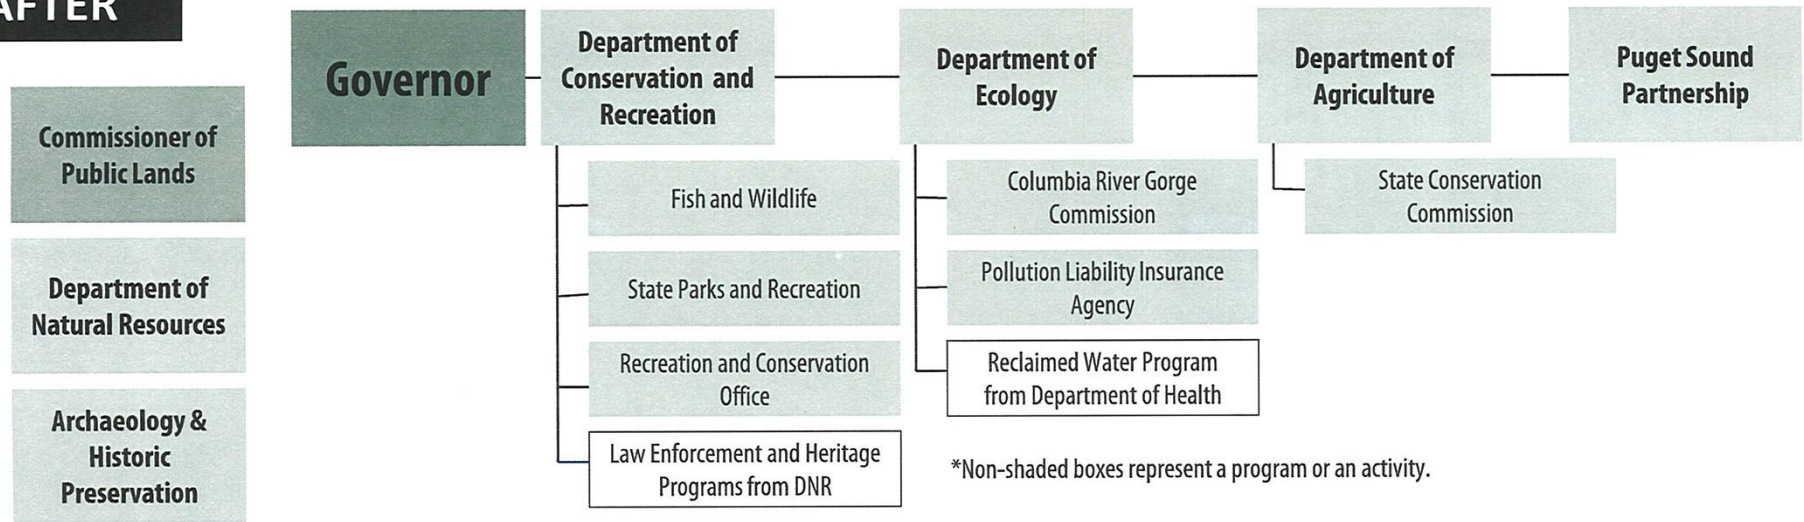 AFTER
Commissioner of
Public Lands
Department of
Natural Resources
Archaeology &
Historic
Preservation
Governor
Department of
Conservation and
Recreation
Fish and Wildlife
State Parks and Recreation
Recreation and Conservation
Office
Law Enforcement and Heritage
Programs from DNR
Department of
Ecology
Columbia River Gorge
Commission
Pollution Liability Insurance
Agency
Reclaimed Water Program
from Department of Health
Department of
Agriculture
State Conservation
Commission
Puget Sound
Partnership
*Non-shaded boxes represent a program or an activity.